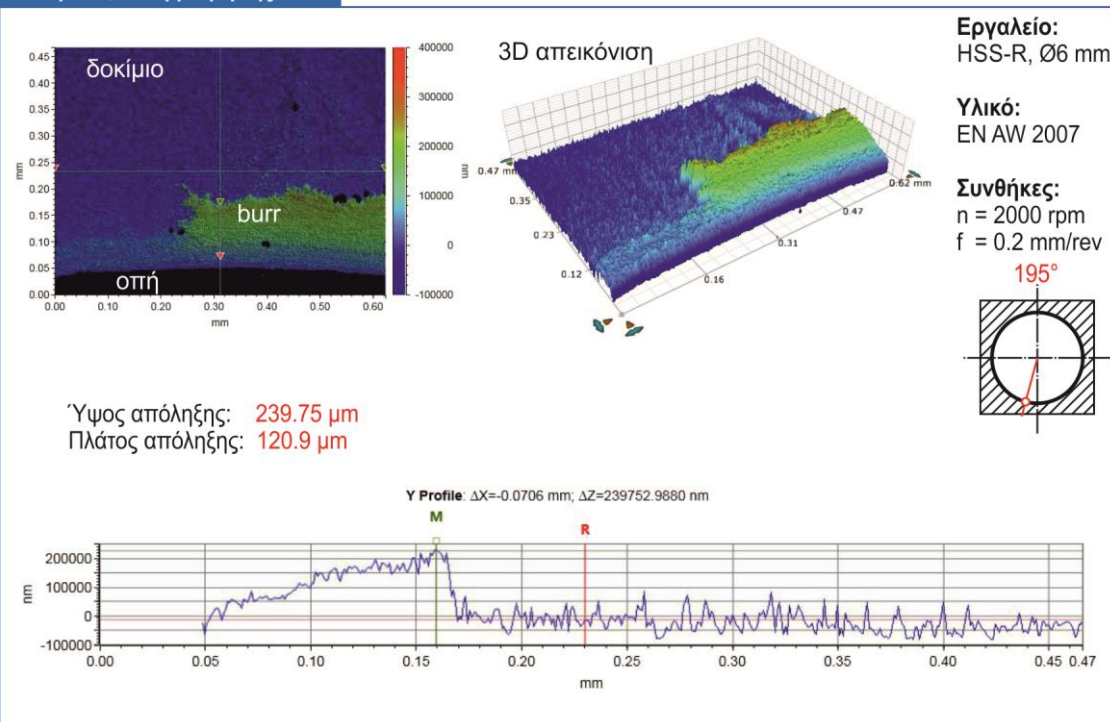 δοκίμιο
burr
οπή
mm
0.45
0.40
0.35
0.30
0.25
0.20
0.15
0.10
0.05
0.00
0.00 0.10 0.20 0.30 0.40 0.50 0.62
mm
400000
300000
200000
100000
0
-100000
nm
3D απεικόνιση
0.47 mm
0.35
0.23
0.12
0.16
0.31
0.47
0.62 mm
Εργαλείο:
HSS-R, Ø6 mm
Υλικό:
EN AW 2007
Συνθήκες:
n = 2000 rpm
f = 0.2 mm/rev
195°
Ύψος απόληξης: 239.75 μm
Πλάτος απόληξης: 120.9 μm
Y Profile: ΔX=-0.0706 mm; ΔZ=239752.9880 nm
M
R
nm
200000
100000
0
-100000
0.00 0.05 0.10 0.15 0.20 0.25 0.30 0.35 0.40 0.45 0.47
mm